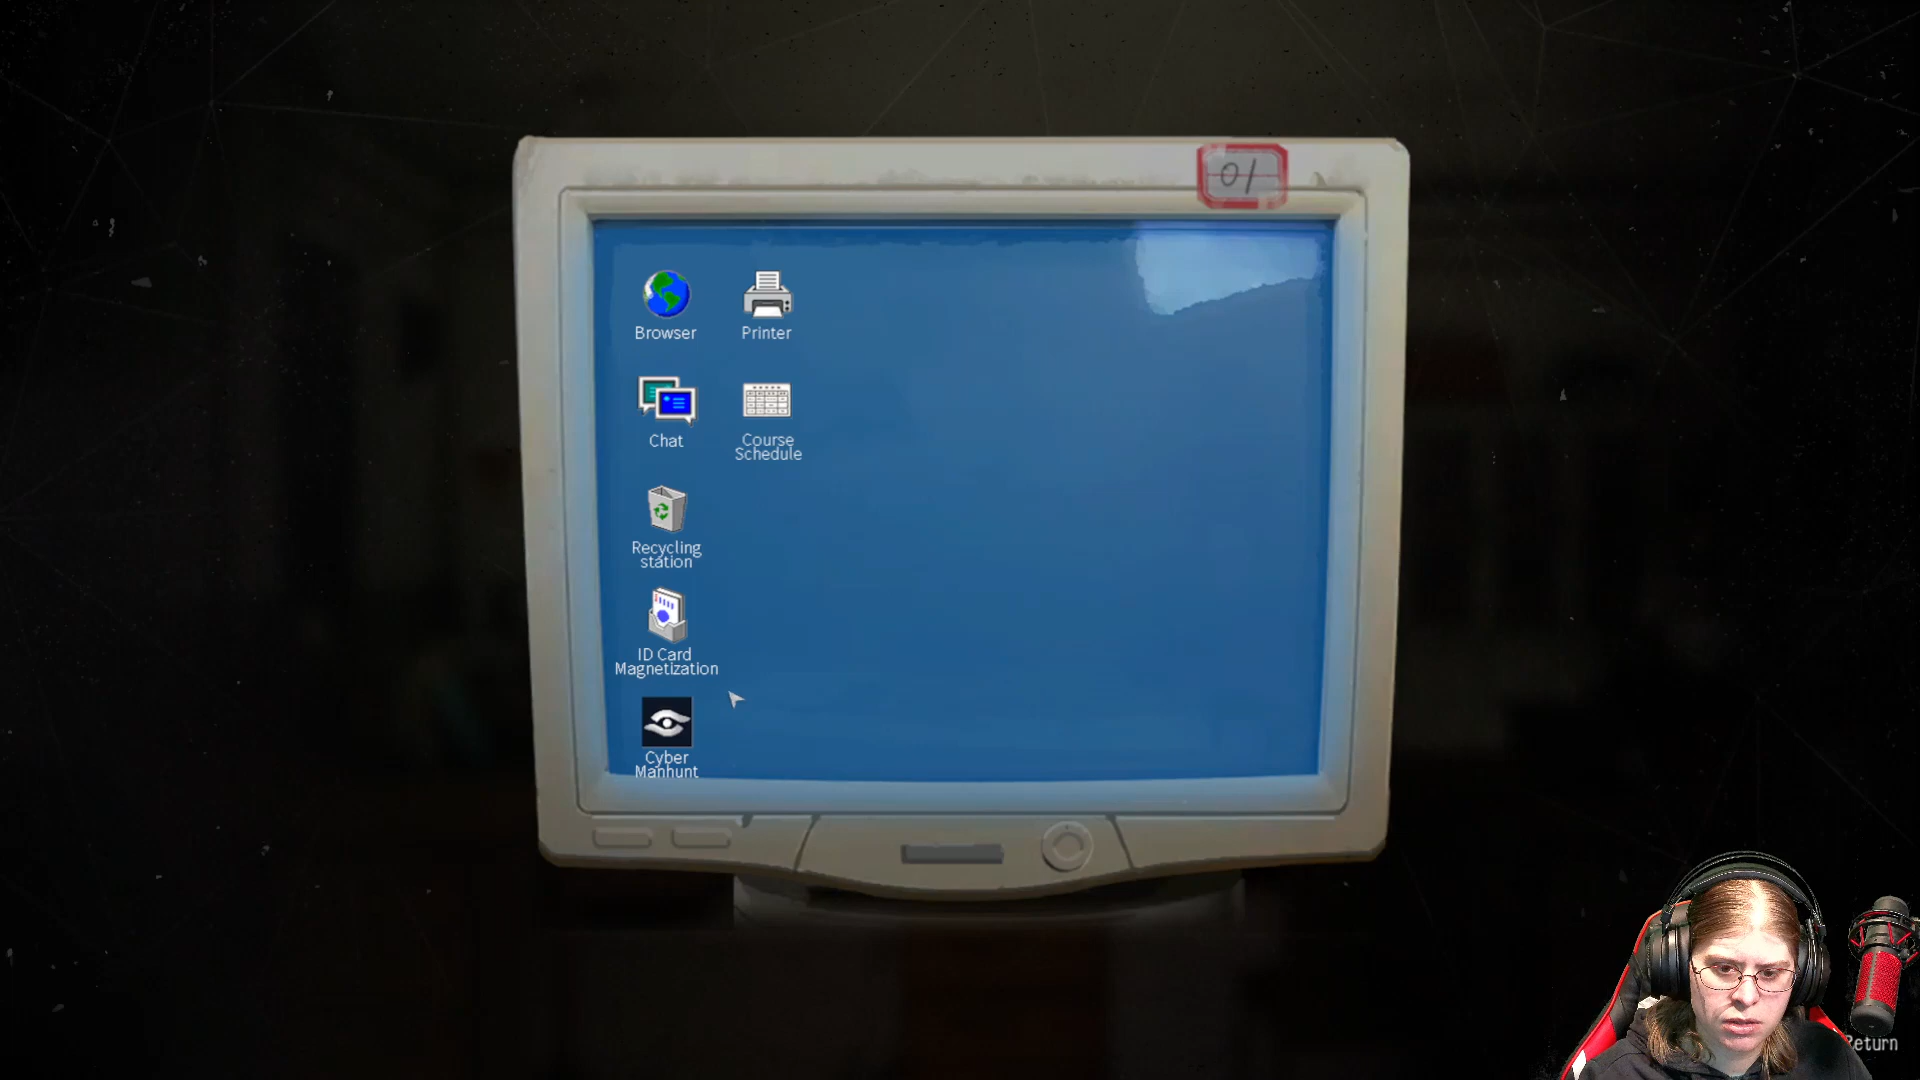 01
Browser
Printer
Chat
Course
Schedule
Recycling
station
ID Card
Magnetization
Cyber
Manhunt
Return